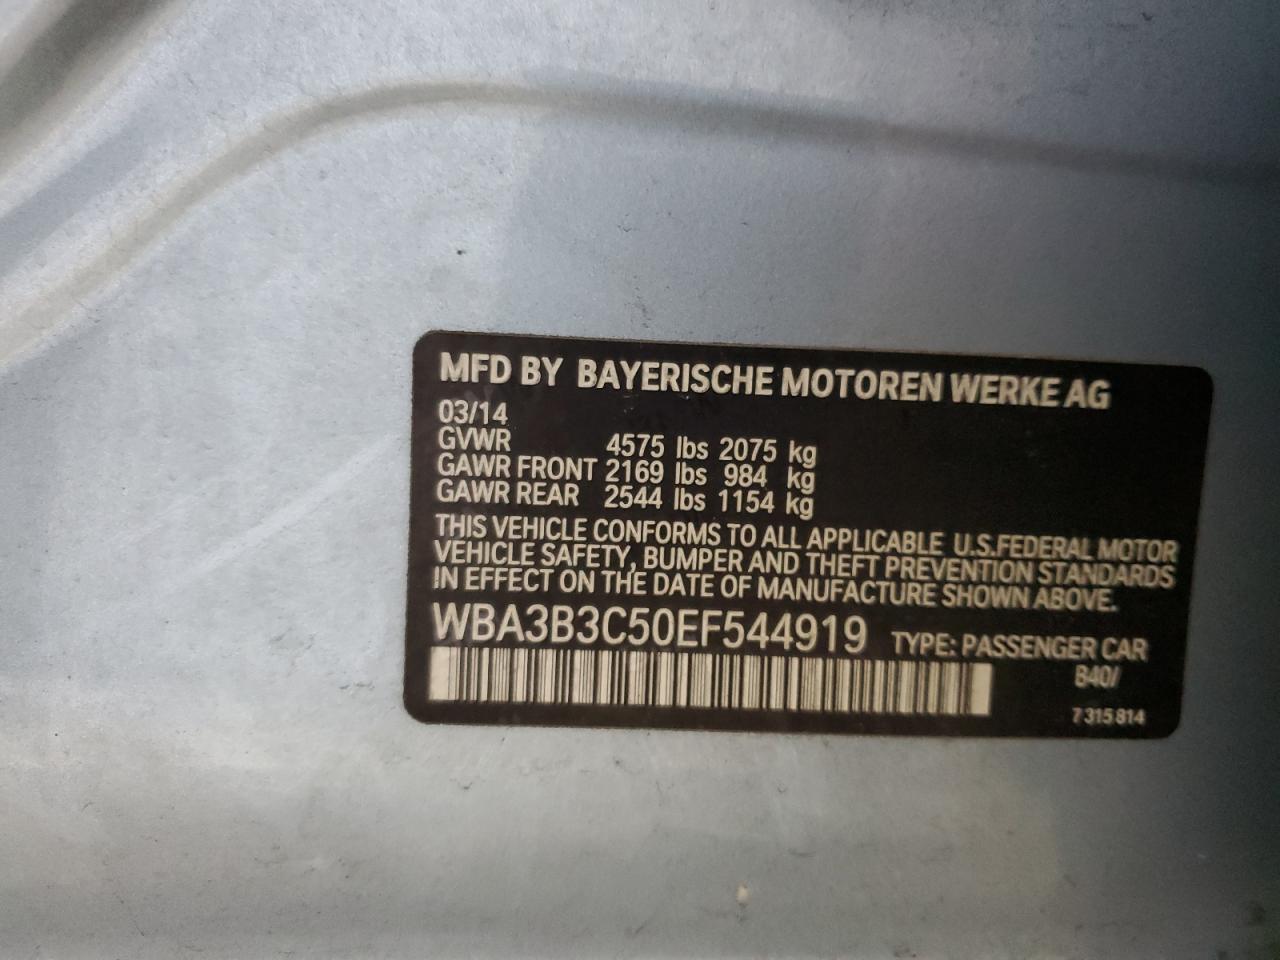 MFD BY BAYERISCHE MOTOREN WERKE AG
03/14
GVWR 4575 lbs 2075 kg
GAWR FRONT 2169 lbs 984 kg
GAWR REAR 2544 lbs 1154 kg
THIS VEHICLE CONFORMS TO ALL APPLICABLE U.S.FEDERAL MOTOR
VEHICLE SAFETY, BUMPER AND THEFT PREVENTION STANDARDS
IN EFFECT ON THE DATE OF MANUFACTURE SHOWN ABOVE.
WBA3B3C50EF544919 TYPE: PASSENGER CAR
B40/
7 315 814